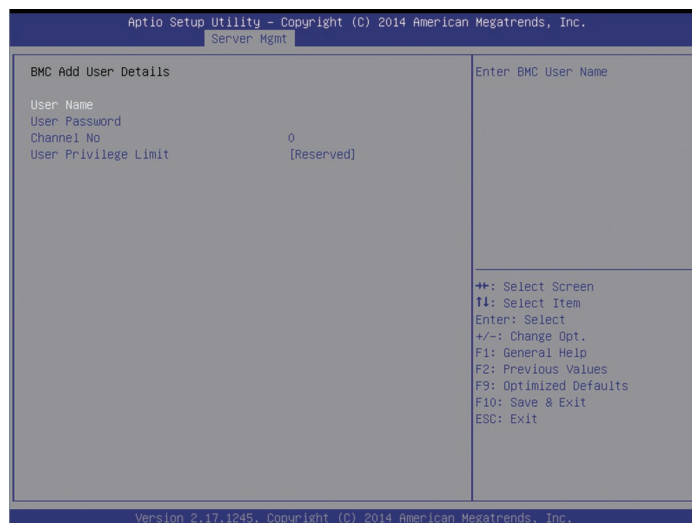 Aptio Setup Utility – Copyright (C) 2014 American Megatrends, Inc.
Server Mgmt
BMC Add User Details
User Name
User Password
Channel No 0
User Privilege Limit [Reserved]
Enter BMC User Name
→←: Select Screen
↑↓: Select Item
Enter: Select
+/-: Change Opt.
F1: General Help
F2: Previous Values
F9: Optimized Defaults
F10: Save & Exit
ESC: Exit
Version 2.17.1245. Copyright (C) 2014 American Megatrends, Inc.